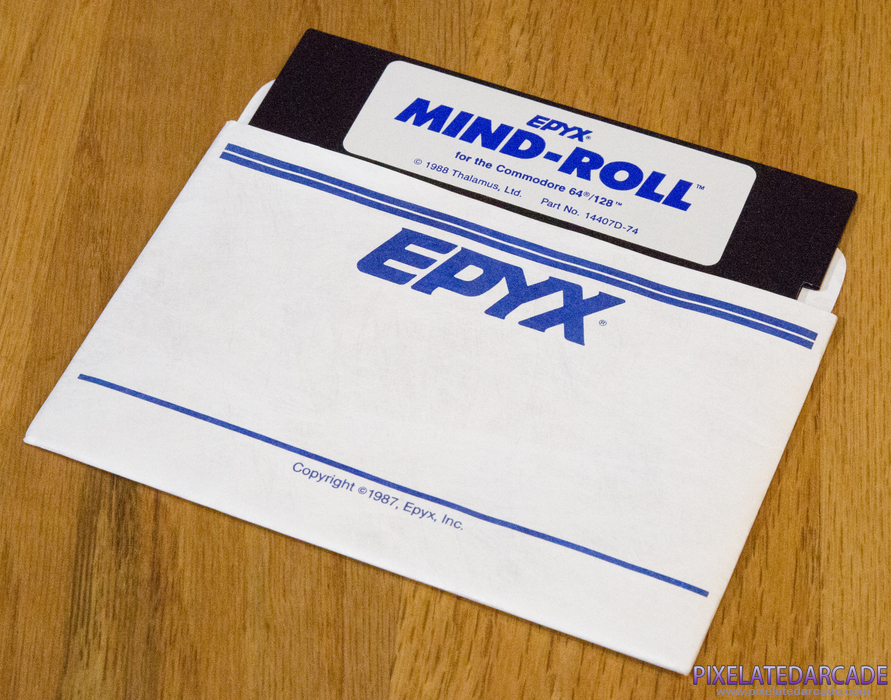 EPYX®
MIND-ROLL™
for the Commodore 64®/128™
© 1988 Thalamus, Ltd. Part No. 14407D-74
EPYX®
Copyright ©1987, Epyx, Inc.
PIXELATEDARCADE
www.pixelatedarcade.com